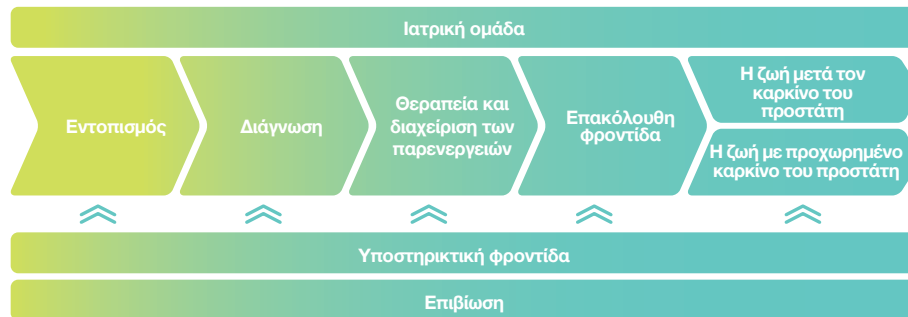 Ιατρική ομάδα
Εντοπισμός
Διάγνωση
Θεραπεία και
διαχείριση των
παρενεργειών
Επακόλουθη
φροντίδα
Η ζωή μετά τον
καρκίνο του
προστάτη
Η ζωή με προχωρημένο
καρκίνο του προστάτη
Υποστηρικτική φροντίδα
Επιβίωση